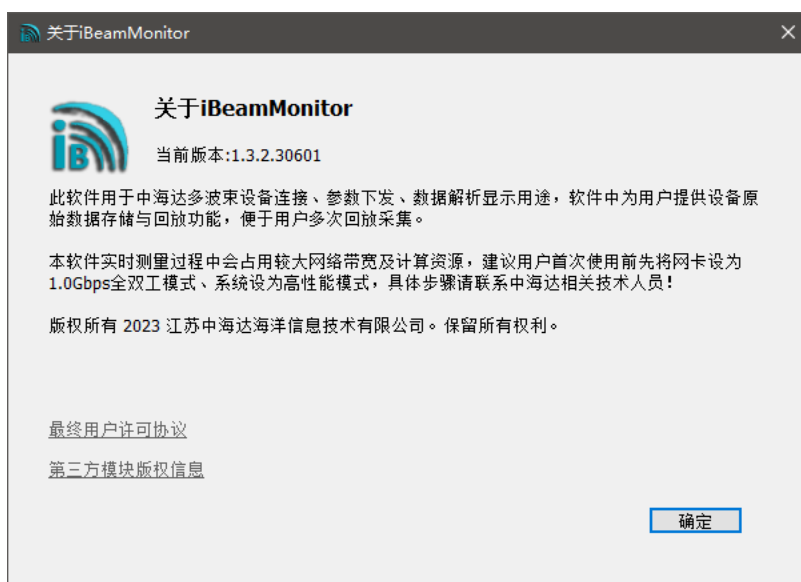 关于iBeamMonitor
关于iBeamMonitor
iB
当前版本:1.3.2.30601
此软件用于中海达多波束设备连接、参数下发、数据解析显示用途，软件中为用户提供设备原
始数据存储与回放功能，便于用户多次回放采集。
本软件实时测量过程中会占用较大网络带宽及计算资源，建议用户首次使用前先将网卡设为
1.0Gbps全双工模式、系统设为高性能模式，具体步骤请联系中海达相关技术人员!
版权所有 2023 江苏中海达海洋信息技术有限公司。保留所有权利。
最终用户许可协议
第三方模块版权信息
确定